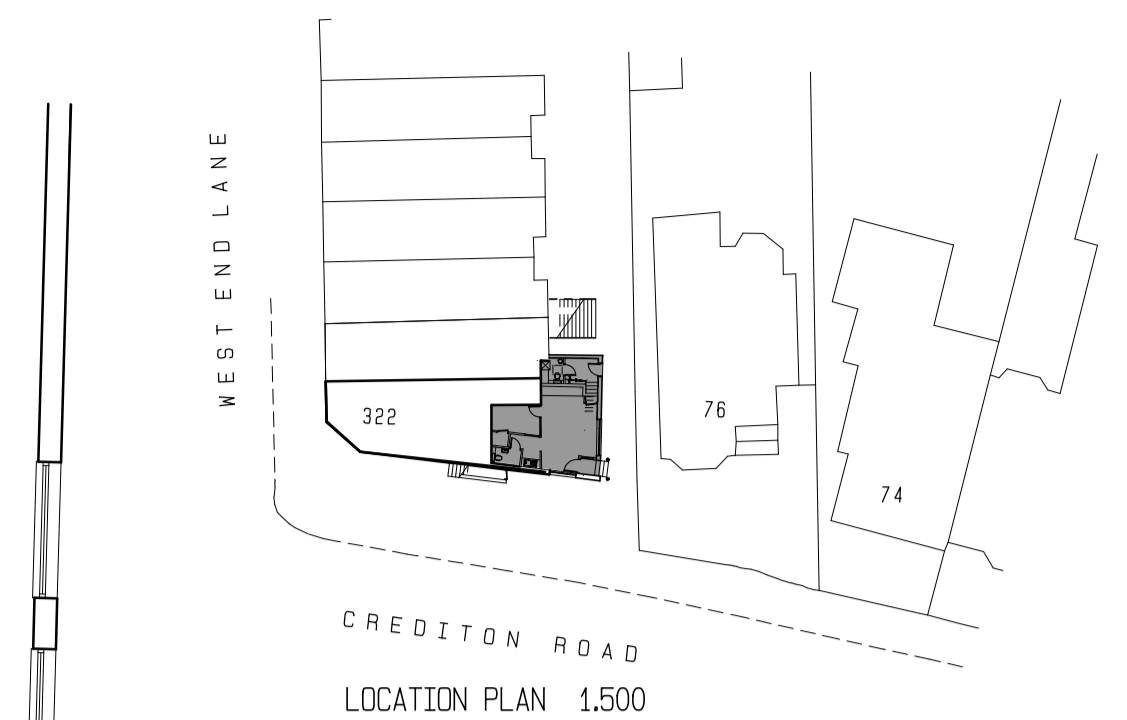 WEST END LANE
322
76
74
CREDITON ROAD
LOCATION PLAN 1.500